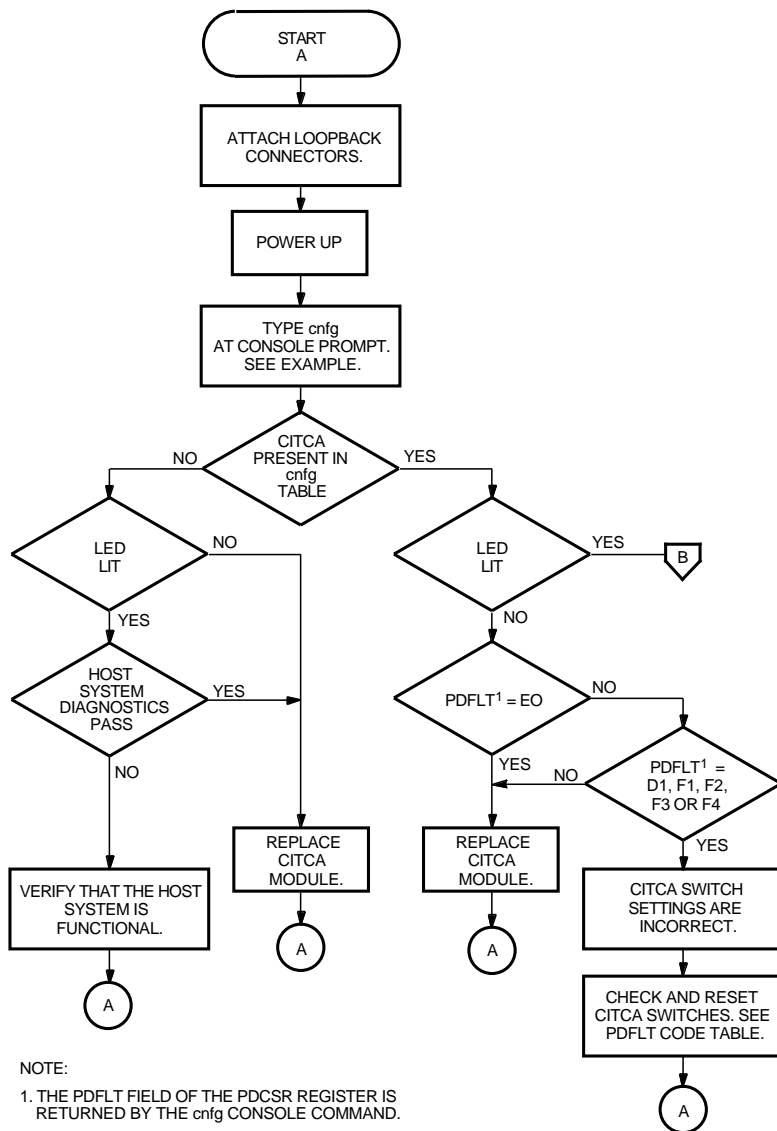 START
A
ATTACH LOOPBACK
CONNECTORS.
POWER UP
TYPE cnfg
AT CONSOLE PROMPT.
SEE EXAMPLE.
CITCA
PRESENT IN
cnfg
TABLE
NO
YES
LED
LIT
NO
YES
LED
LIT
YES
B
NO
HOST
SYSTEM
DIAGNOSTICS
PASS
YES
NO
PDFLT¹ = EO
NO
YES
PDFLT¹ =
D1, F1, F2,
F3 OR F4
NO
YES
VERIFY THAT THE HOST
SYSTEM IS
FUNCTIONAL.
A
REPLACE
CITCA
MODULE.
A
REPLACE
CITCA
MODULE.
A
CITCA SWITCH
SETTINGS ARE
INCORRECT.
CHECK AND RESET
CITCA SWITCHES. SEE
PDFLT CODE TABLE.
A
NOTE:
1. THE PDFLT FIELD OF THE PDCSR REGISTER IS
RETURNED BY THE cnfg CONSOLE COMMAND.